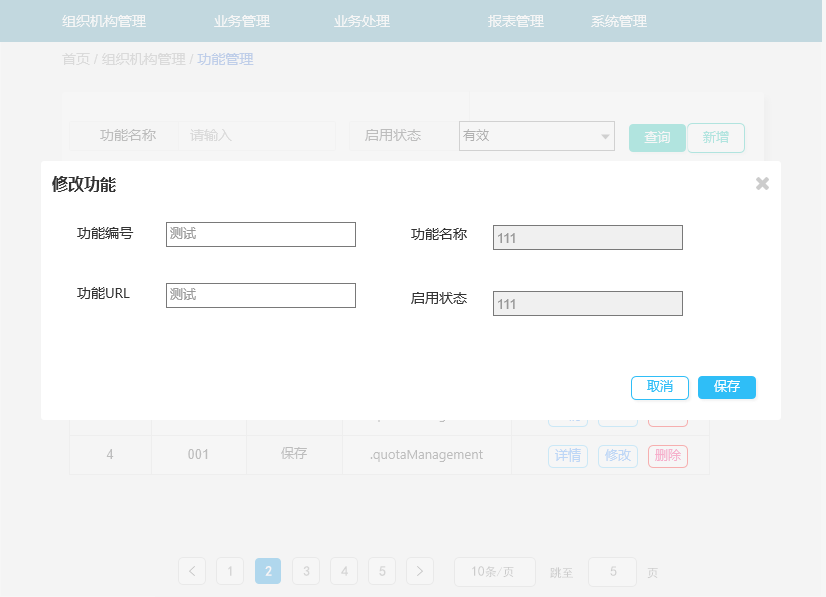 组织机构管理 业务管理 业务处理 报表管理 系统管理
首页 / 组织机构管理 / 功能管理
功能名称 请输入 启用状态 有效 查询 新增
修改功能
功能编号 测试 功能名称 111
功能URL 测试 启用状态 111
取消 保存
4 001 保存 .quotaManagement 详情 修改 删除
1 2 3 4 5 10条/页 跳至 5 页